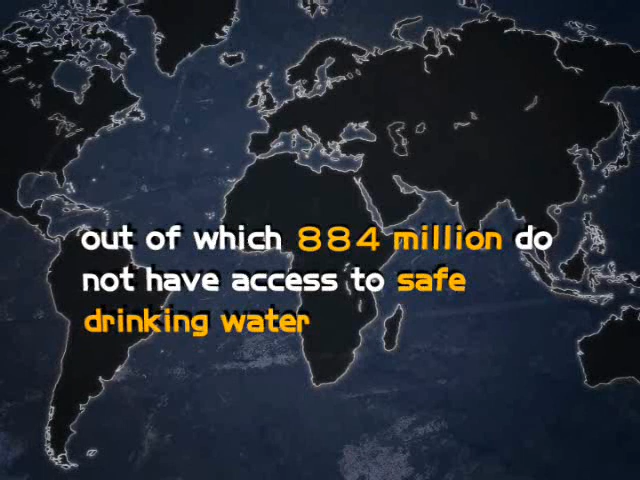 out of which 884 million do
not have access to safe
drinking water